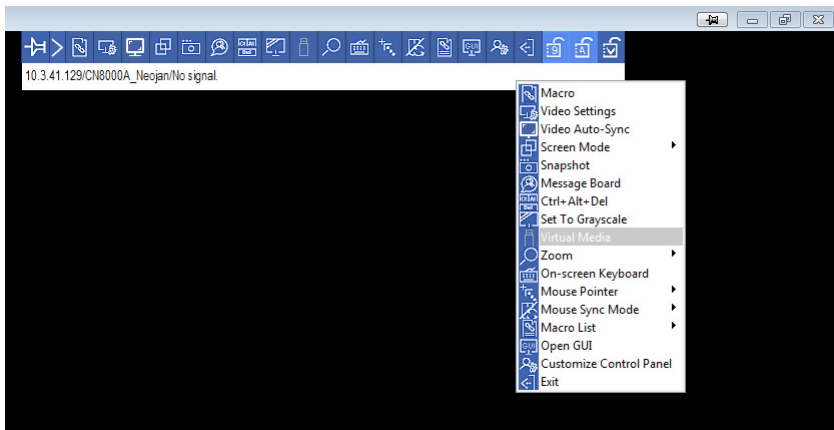 10.3.41.129/CN8000A_Neojan/No signal.
Macro
Video Settings
Video Auto-Sync
Screen Mode
Snapshot
Message Board
Ctrl+Alt+Del
Set To Grayscale
Virtual Media
Zoom
On-screen Keyboard
Mouse Pointer
Mouse Sync Mode
Macro List
Open GUI
Customize Control Panel
Exit